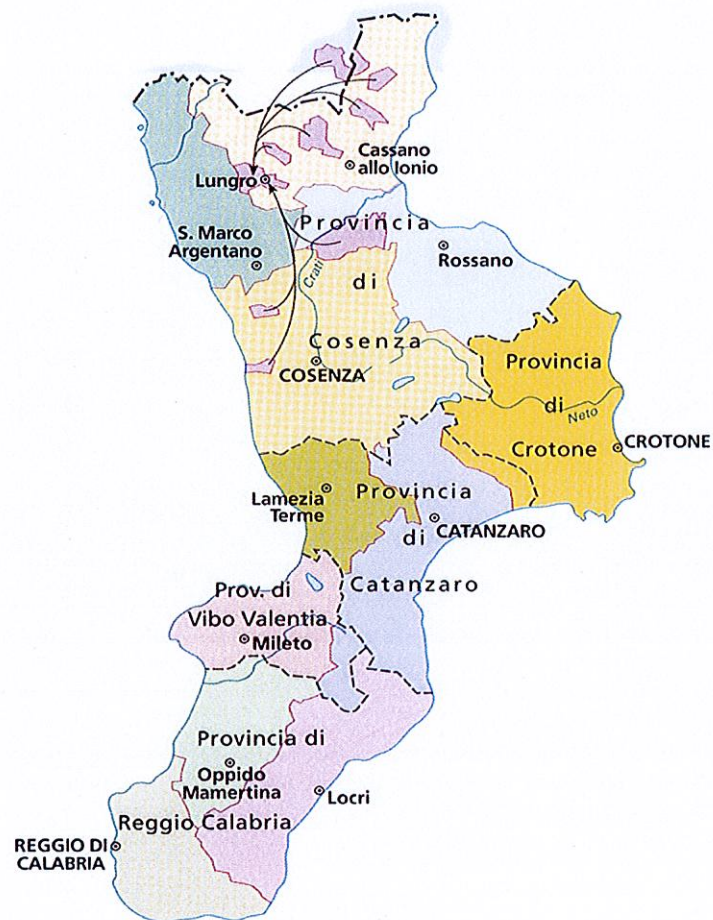 Cassano
allo Ionio
Lungro
Provincia
di
Cosenza
S. Marco
Argentano
Rossano
Crati
COSENZA
Provincia
di
Crotone
Neto
CROTONE
Lamezia
Terme
Provincia
di
Catanzaro
CATANZARO
Prov. di
Vibo Valentia
Mileto
Provincia di
Reggio Calabria
Oppido
Mamertina
Locri
REGGIO DI
CALABRIA